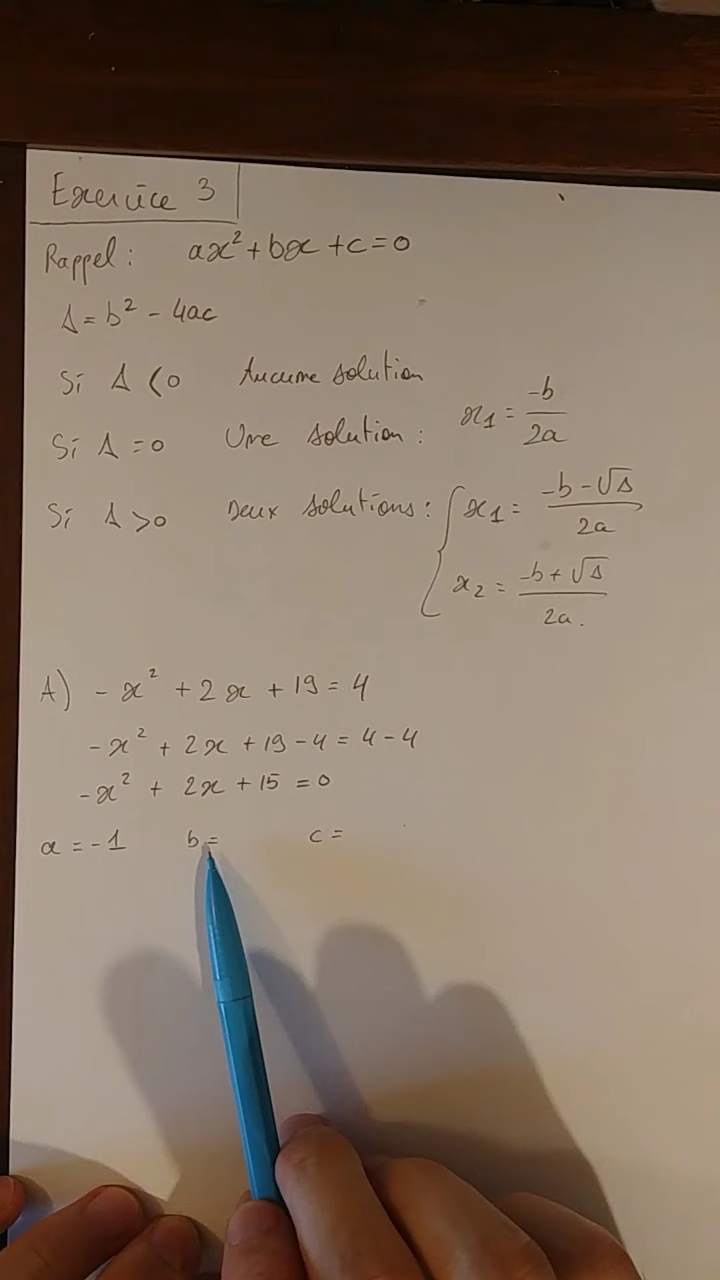 Exercice 3
Rappel : ax² + bx + c = 0
Δ = b² - 4ac
Si Δ < 0 Aucune solution
Si Δ = 0 Une solution : x₁ = -b / 2a
Si Δ > 0 Deux solutions : { x₁ = -b - √Δ / 2a
x₂ = -b + √Δ / 2a.
A) - x² + 2x + 19 = 4
- x² + 2x + 19 - 4 = 4 - 4
- x² + 2x + 15 = 0
a = - 1 b = c =